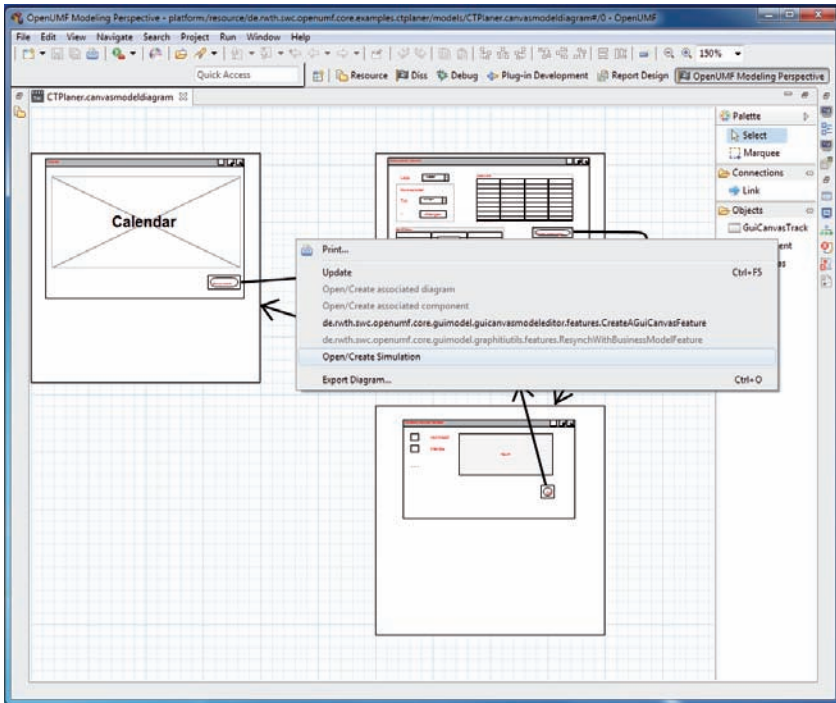 OpenUMF Modeling Perspective - platform:/resource/de.rwth.swc.openumf.core.examples.ctplaner/models/CTPlaner.canvasmodeldiagram#/0 - OpenUMF
File Edit View Navigate Search Project Run Window Help
150%
Quick Access
Resource Diss Debug Plug-in Development Report Design OpenUMF Modeling Perspective
CTPlaner.canvasmodeldiagram
Palette
Select
Marquee
Connections
Link
Objects
GuiCanvasTrack
Calendar
Print...
Update Ctrl+F5
Open/Create associated diagram
Open/Create associated component
de.rwth.swc.openumf.core.guimodel.guicanvasmodeleditor.features.CreateAGuiCanvasFeature
de.rwth.swc.openumf.core.guimodel.graphitiutils.features.ResynchWithBusinessModelFeature
Open/Create Simulation
Export Diagram... Ctrl+O